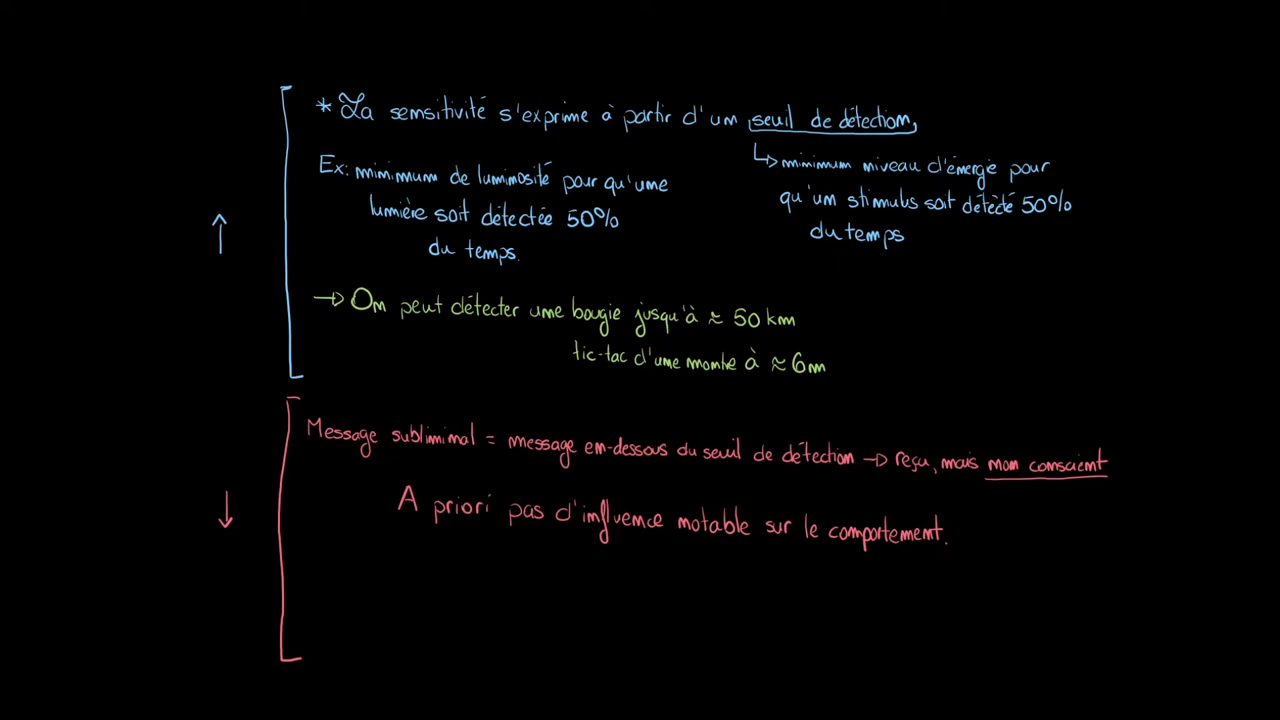 * La sensitivité s'exprime à partir d'un seuil de détection,
↳ minimum niveau d'énergie pour
qu'un stimulus soit détecté 50%
du temps
Ex: minimum de luminosité pour qu'une
lumière soit détectée 50%
du temps.
→ On peut détecter une bougie jusqu'à ≈ 50 km
tic-tac d'une montre à ≈ 6m
Message subliminal = message en-dessous du seuil de détection → reçu, mais non conscient
A priori pas d'influence notable sur le comportement.